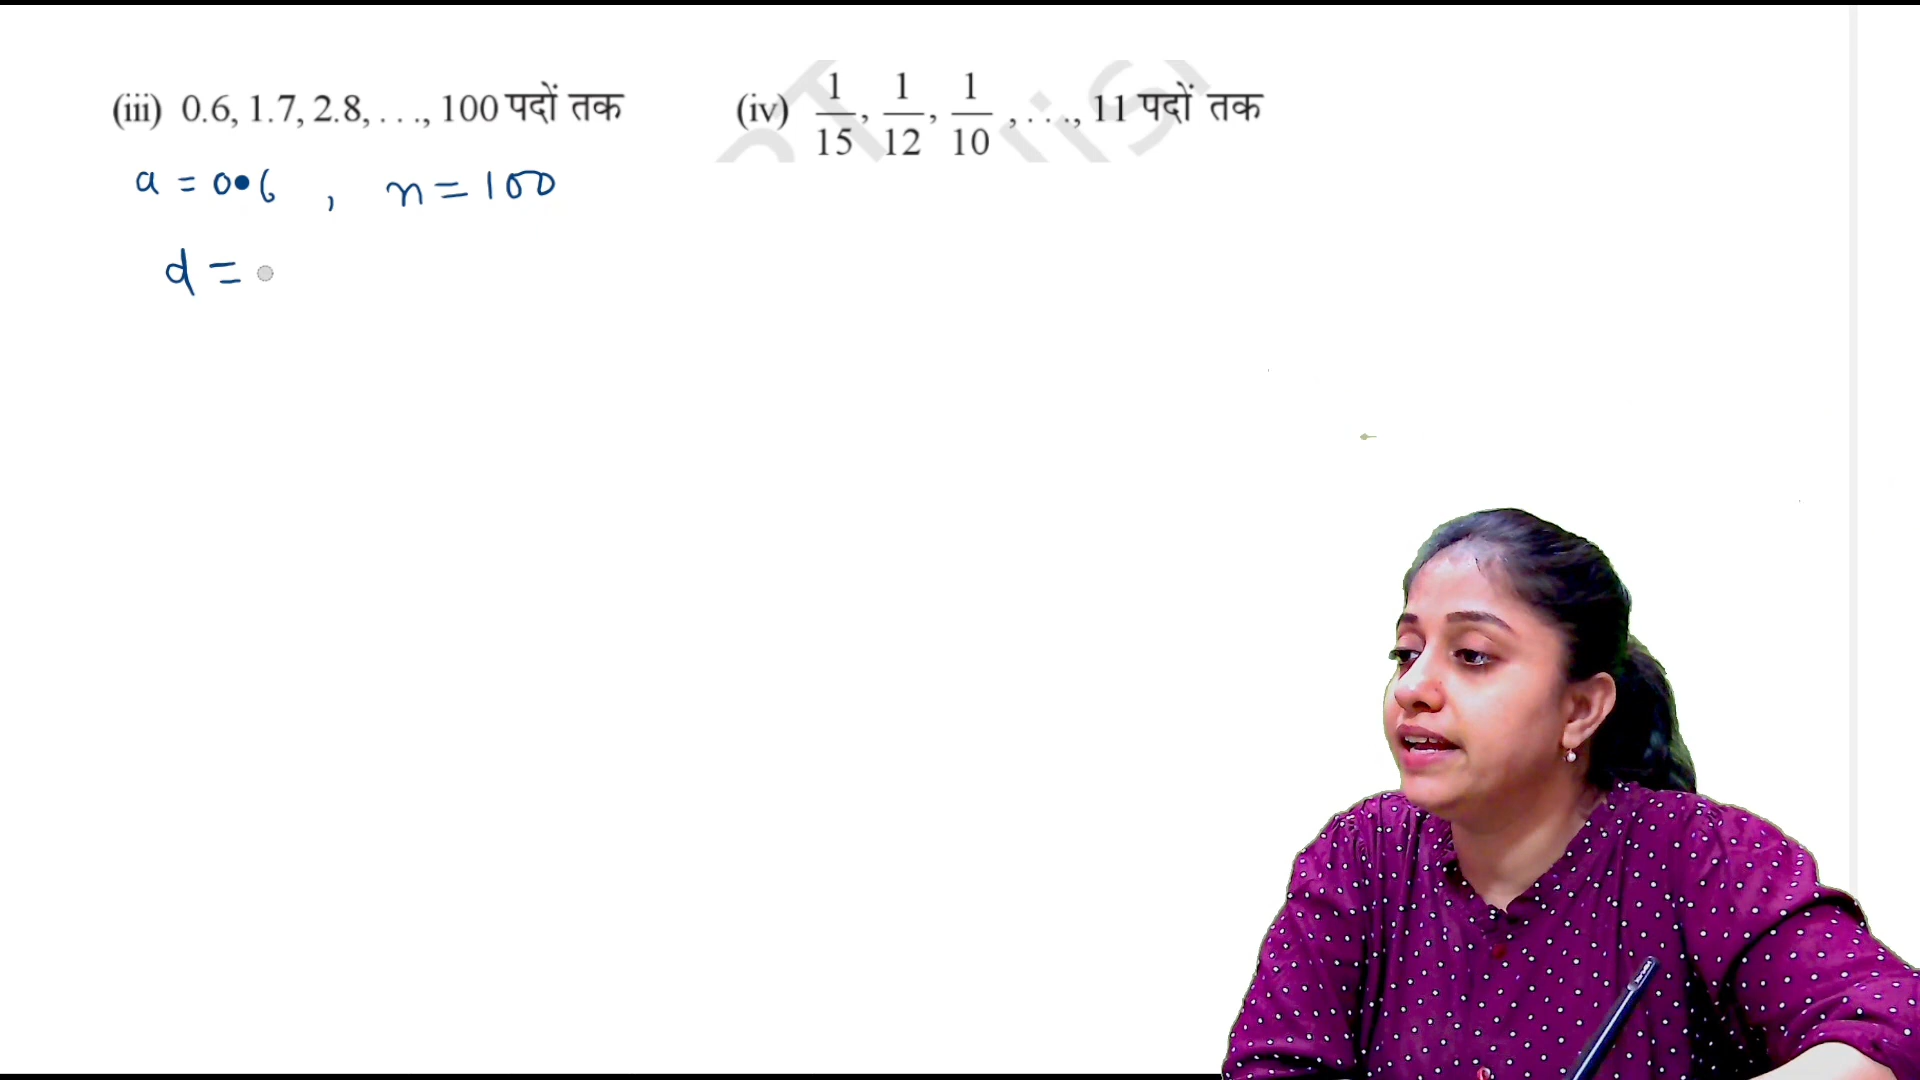 (iii) 0.6, 1.7, 2.8, . . ., 100 पदों तक
(iv) 1/15, 1/12, 1/10, . . ., 11 पदों तक
a = 0.6 , n = 100
d =